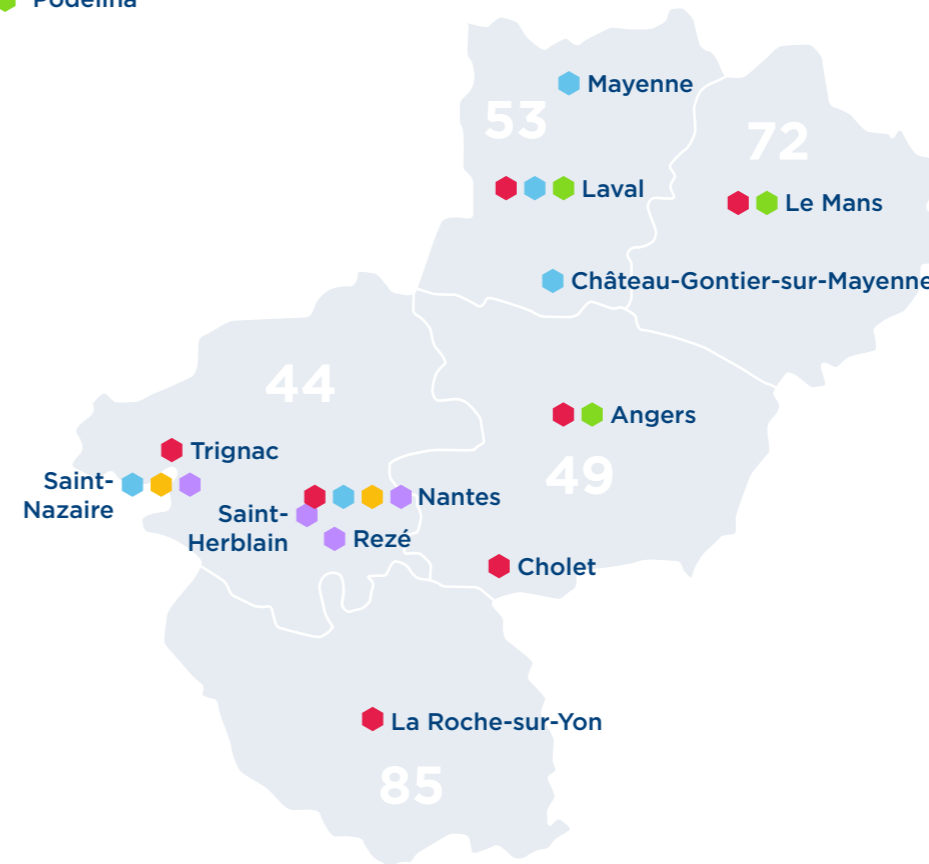 Podeliha
Mayenne
53
72
Laval
Le Mans
Château-Gontier-sur-Mayenne
44
Angers
Trignac
49
Saint-
Nazaire
Nantes
Saint-
Herblain
Rezé
Cholet
La Roche-sur-Yon
85